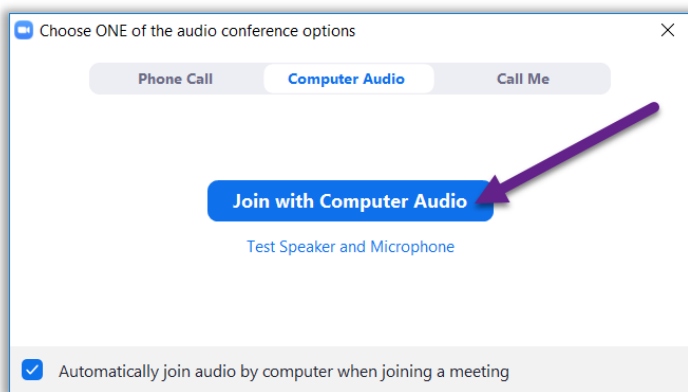 Choose ONE of the audio conference options
Phone Call
Computer Audio
Call Me
Join with Computer Audio
Test Speaker and Microphone
Automatically join audio by computer when joining a meeting